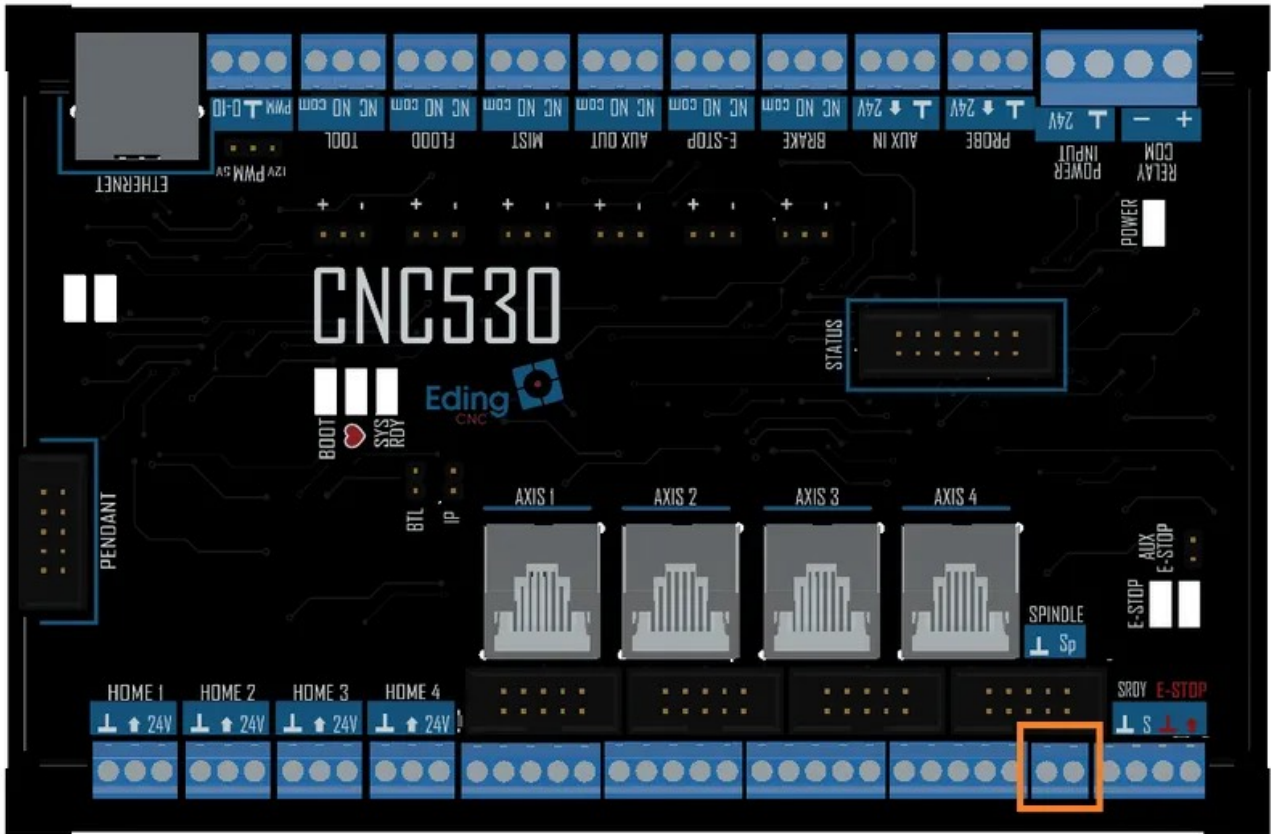 0-10 ⊥ PWM
com NO NC
com NO NC
com NO NC
com NO NC
com NO NC
com NO NC
24V ⬇ ⊥
24V ⬇ ⊥
24V ⊥
− +
ETHERNET
5V PWM 12V
TOOL
FLOOD
MIST
AUX OUT
E-STOP
BRAKE
AUX IN
PROBE
POWER INPUT
RELAY COM
+ -
+ -
+ -
+ -
+ -
+ -
POWER
CNC530
STATUS
Eding
CNC
BOOT
SYS RDY
BTL
IP
PENDANT
AXIS 1
AXIS 2
AXIS 3
AXIS 4
AUX E-STOP
E-STOP
SPINDLE
⊥ Sp
HOME 1
HOME 2
HOME 3
HOME 4
SRDY E-STOP
⊥ ⬆ 24V
⊥ ⬆ 24V
⊥ ⬆ 24V
⊥ ⬆ 24V
⊥ S ⊥ ⬆